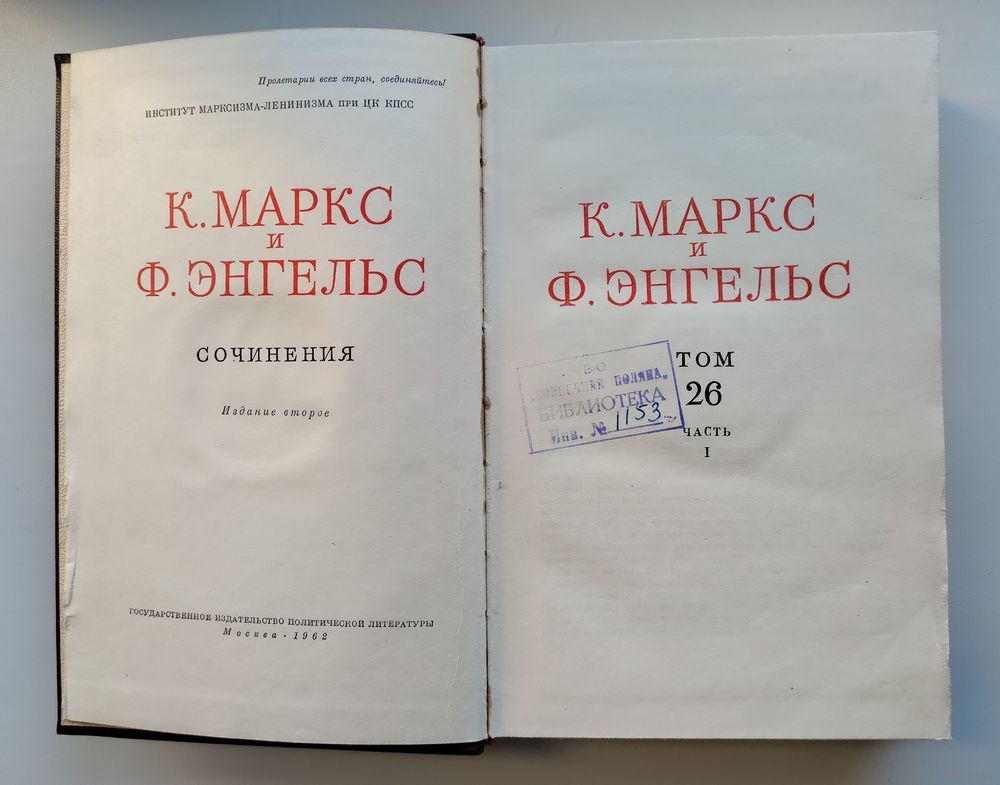 Пролетарии всех стран, соединяйтесь!
ИНСТИТУТ МАРКСИЗМА-ЛЕНИНИЗМА при ЦК КПСС
К. МАРКС
и
Ф. ЭНГЕЛЬС
СОЧИНЕНИЯ
Издание второе
ГОСУДАРСТВЕННОЕ ИЗДАТЕЛЬСТВО ПОЛИТИЧЕСКОЙ ЛИТЕРАТУРЫ
Москва · 1962
К. МАРКС
и
Ф. ЭНГЕЛЬС
ТОМ
26
ЧАСТЬ
I
ПОЛЯНА„
БИБЛИОТЕКА
Инв. № 1153